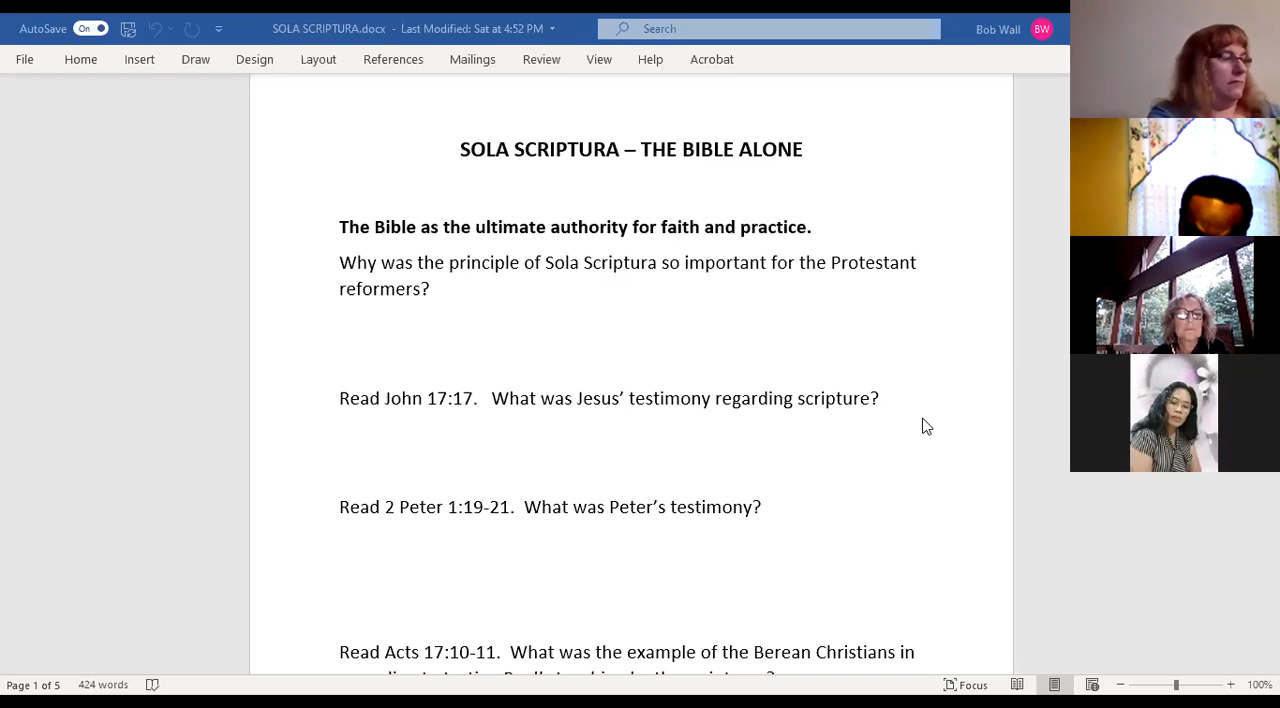 AutoSave On SOLA SCRIPTURA.docx - Last Modified: Sat at 4:52 PM Search Bob Wall BW
File Home Insert Draw Design Layout References Mailings Review View Help Acrobat
SOLA SCRIPTURA – THE BIBLE ALONE
The Bible as the ultimate authority for faith and practice.
Why was the principle of Sola Scriptura so important for the Protestant
reformers?
Read John 17:17. What was Jesus’ testimony regarding scripture?
Read 2 Peter 1:19-21. What was Peter’s testimony?
Read Acts 17:10-11. What was the example of the Berean Christians in
Page 1 of 5 424 words Focus 100%